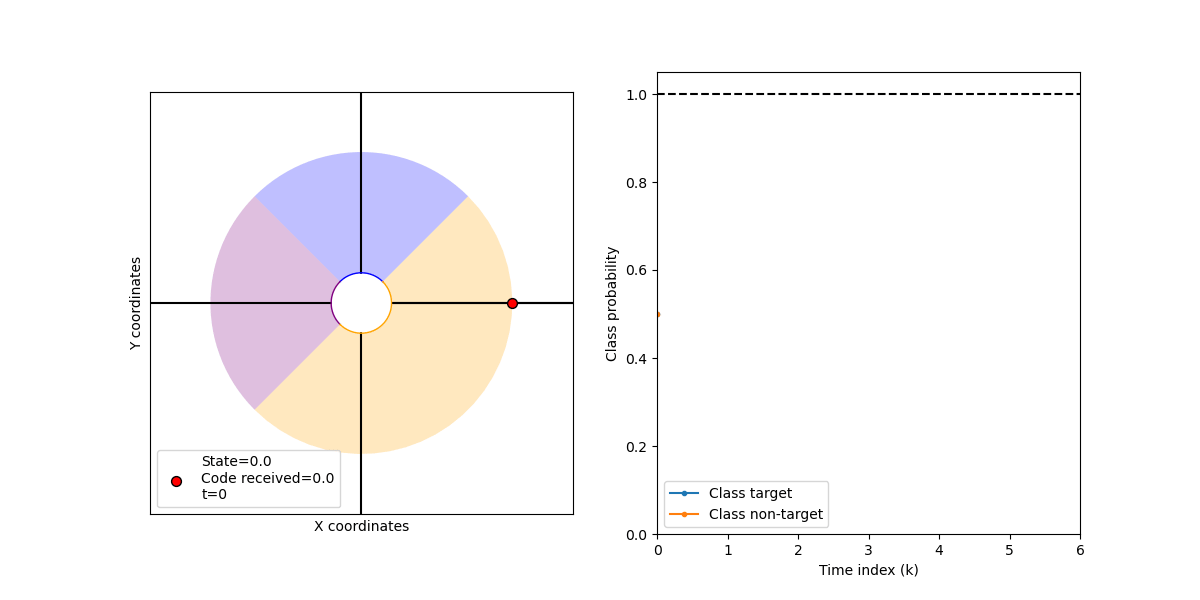 Y coordinates
State=0.0
Code received=0.0
t=0
X coordinates
Class probability
1.0
0.8
0.6
0.4
0.2
0.0
Class target
Class non-target
0 1 2 3 4 5 6
Time index (k)